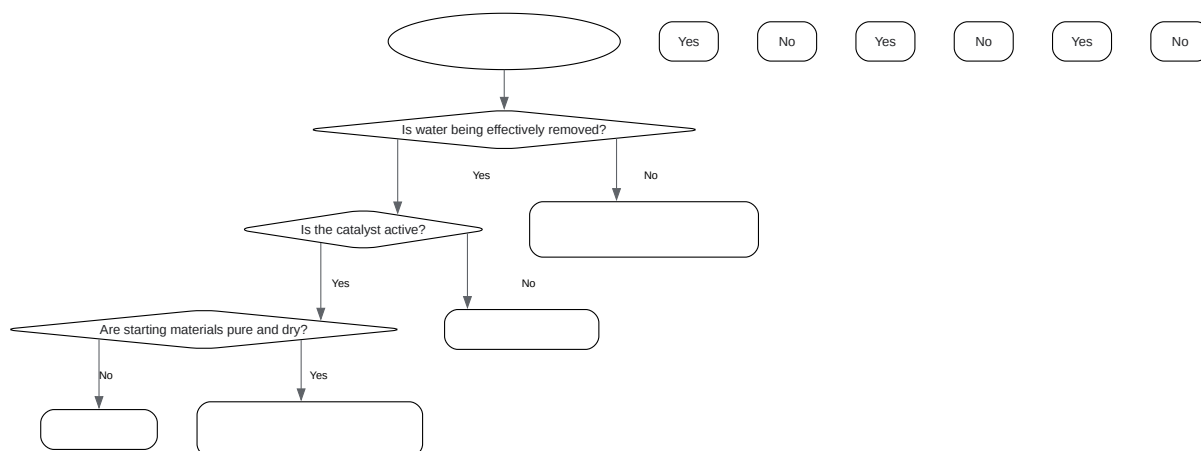 Yes
No
Yes
No
Yes
No
Is water being effectively removed?
Yes
No
Is the catalyst active?
Yes
No
Are starting materials pure and dry?
No
Yes